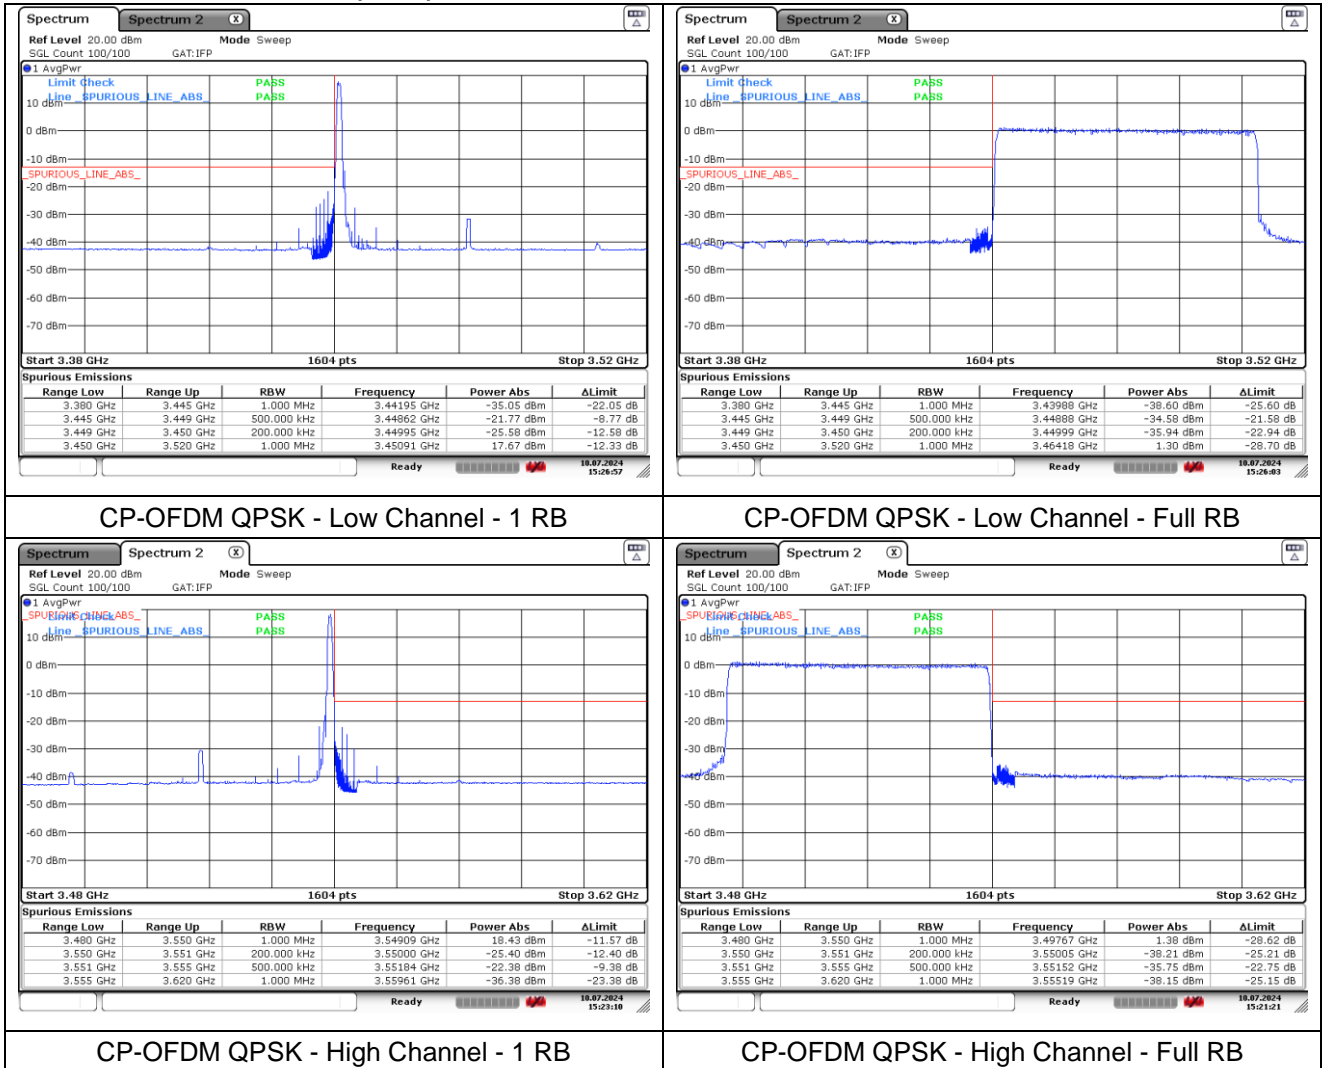 Spectrum Spectrum 2 X
Ref Level 20.00 dBm Mode Sweep
SGL Count 100/100 GAT:IFP
1 AvgPwr
Limit Check PASS
Line _SPURIOUS_LINE_ABS_ PASS
10 dBm
0 dBm
-10 dBm
_SPURIOUS_LINE_ABS_
-20 dBm
-30 dBm
-40 dBm
-50 dBm
-60 dBm
-70 dBm
Start 3.38 GHz 1604 pts Stop 3.52 GHz
Spurious Emissions
Range Low Range Up RBW Frequency Power Abs ΔLimit
3.380 GHz 3.445 GHz 1.000 MHz 3.44195 GHz -35.05 dBm -22.05 dB
3.445 GHz 3.449 GHz 500.000 kHz 3.44862 GHz -21.77 dBm -8.77 dB
3.449 GHz 3.450 GHz 200.000 kHz 3.44995 GHz -25.58 dBm -12.58 dB
3.450 GHz 3.520 GHz 1.000 MHz 3.45091 GHz 17.67 dBm -12.33 dB
Ready 10.07.2024
15:26:57
CP-OFDM QPSK - Low Channel - 1 RB
Spectrum Spectrum 2 X
Ref Level 20.00 dBm Mode Sweep
SGL Count 100/100 GAT:IFP
1 AvgPwr
Limit Check PASS
Line _SPURIOUS_LINE_ABS_ PASS
10 dBm
0 dBm
-10 dBm
_SPURIOUS_LINE_ABS_
-20 dBm
-30 dBm
-40 dBm
-50 dBm
-60 dBm
-70 dBm
Start 3.38 GHz 1604 pts Stop 3.52 GHz
Spurious Emissions
Range Low Range Up RBW Frequency Power Abs ΔLimit
3.380 GHz 3.445 GHz 1.000 MHz 3.43988 GHz -38.60 dBm -25.60 dB
3.445 GHz 3.449 GHz 500.000 kHz 3.44888 GHz -34.58 dBm -21.58 dB
3.449 GHz 3.450 GHz 200.000 kHz 3.44999 GHz -35.94 dBm -22.94 dB
3.450 GHz 3.520 GHz 1.000 MHz 3.46418 GHz 1.30 dBm -28.70 dB
Ready 10.07.2024
15:26:03
CP-OFDM QPSK - Low Channel - Full RB
Spectrum Spectrum 2 X
Ref Level 20.00 dBm Mode Sweep
SGL Count 100/100 GAT:IFP
1 AvgPwr
_SPURIOUS_LINE_ABS_
Limit Check PASS
Line _SPURIOUS_LINE_ABS_ PASS
10 dBm
0 dBm
-10 dBm
-20 dBm
-30 dBm
-40 dBm
-50 dBm
-60 dBm
-70 dBm
Start 3.48 GHz 1604 pts Stop 3.62 GHz
Spurious Emissions
Range Low Range Up RBW Frequency Power Abs ΔLimit
3.480 GHz 3.550 GHz 1.000 MHz 3.54909 GHz 18.43 dBm -11.57 dB
3.550 GHz 3.551 GHz 200.000 kHz 3.55000 GHz -25.40 dBm -12.40 dB
3.551 GHz 3.555 GHz 500.000 kHz 3.55184 GHz -22.38 dBm -9.38 dB
3.555 GHz 3.620 GHz 1.000 MHz 3.55961 GHz -36.38 dBm -23.38 dB
Ready 10.07.2024
15:23:10
CP-OFDM QPSK - High Channel - 1 RB
Spectrum Spectrum 2 X
Ref Level 20.00 dBm Mode Sweep
SGL Count 100/100 GAT:IFP
1 AvgPwr
_SPURIOUS_LINE_ABS_
Limit Check PASS
Line _SPURIOUS_LINE_ABS_ PASS
10 dBm
0 dBm
-10 dBm
-20 dBm
-30 dBm
-40 dBm
-50 dBm
-60 dBm
-70 dBm
Start 3.48 GHz 1604 pts Stop 3.62 GHz
Spurious Emissions
Range Low Range Up RBW Frequency Power Abs ΔLimit
3.480 GHz 3.550 GHz 1.000 MHz 3.49767 GHz 1.38 dBm -28.62 dB
3.550 GHz 3.551 GHz 200.000 kHz 3.55005 GHz -38.21 dBm -25.21 dB
3.551 GHz 3.555 GHz 500.000 kHz 3.55152 GHz -35.75 dBm -22.75 dB
3.555 GHz 3.620 GHz 1.000 MHz 3.55519 GHz -38.15 dBm -25.15 dB
Ready 10.07.2024
15:21:21
CP-OFDM QPSK - High Channel - Full RB